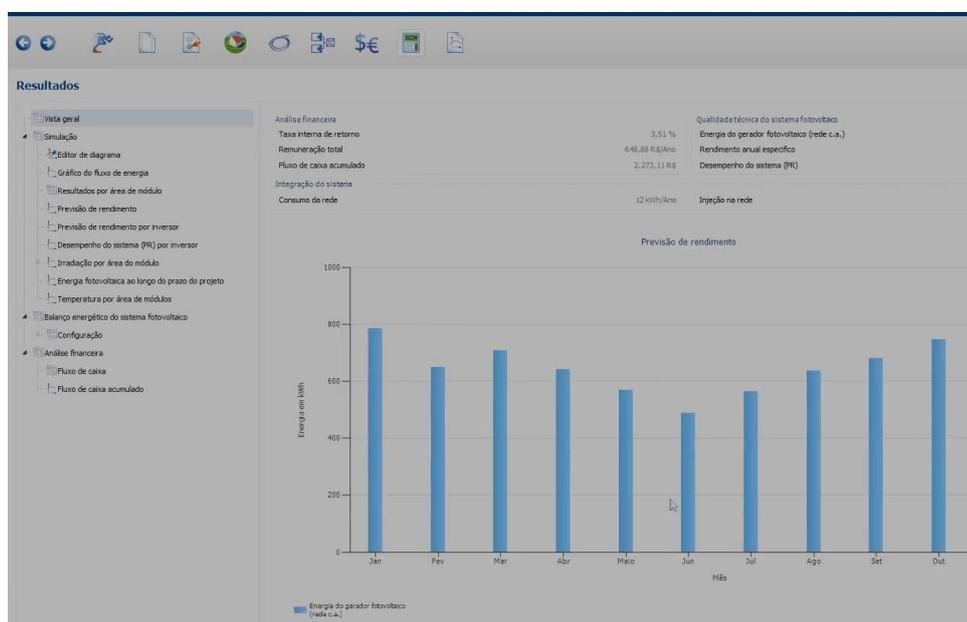 Resultados
Vista geral
Simulação
Editor de diagrama
Gráfico do fluxo de energia
Resultados por área de módulo
Previsão de rendimento
Previsão de rendimento por inversor
Desempenho do sistema (PR) por inversor
Irradiação por área do módulo
Energia fotovoltaica ao longo do prazo do projeto
Temperatura por área de módulos
Balanço energético do sistema fotovoltaico
Configuração
Análise financeira
Fluxo de caixa
Fluxo de caixa acumulado
Análise financeira
Taxa interna de retorno 3,51 %
Remuneração total 648,88 R$/Ano
Fluxo de caixa acumulado 2.273,11 R$
Integração do sistema
Consumo da rede 12 kWh/Ano
Qualidade técnica do sistema fotovoltaico
Energia do gerador fotovoltaico (rede c.a.)
Rendimento anual específico
Desempenho do sistema (PR)
Injeção na rede
Previsão de rendimento
1000
800
600
400
200
0
Energia em kWh
Jan Fev Mar Abr Maio Jun Jul Ago Set Out
Mês
Energia do gerador fotovoltaico
(rede c.a.)